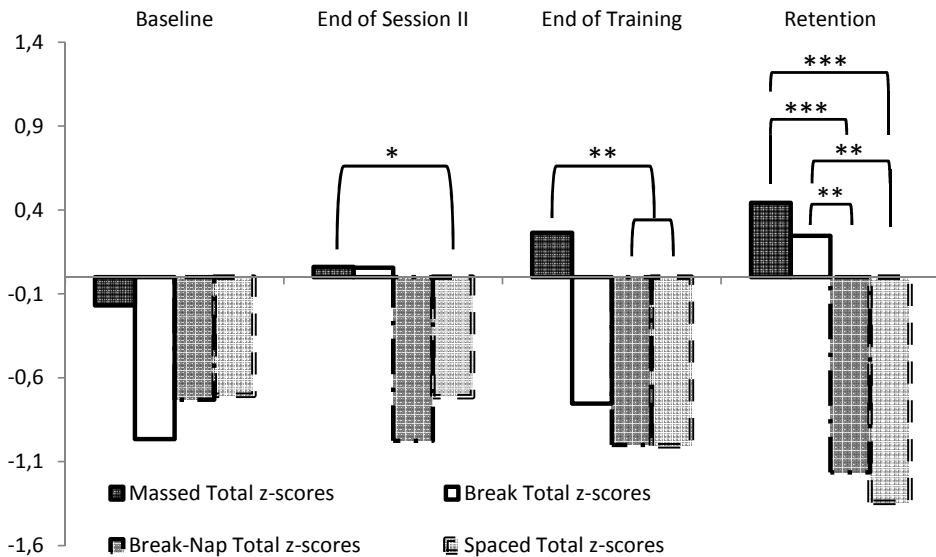 Baseline End of Session II End of Training Retention
1,4
***
0,9
***
* ** **
0,4
**
-0,1
-0,6
-1,1
Massed Total z-scores Break Total z-scores
Break-Nap Total z-scores Spaced Total z-scores
-1,6